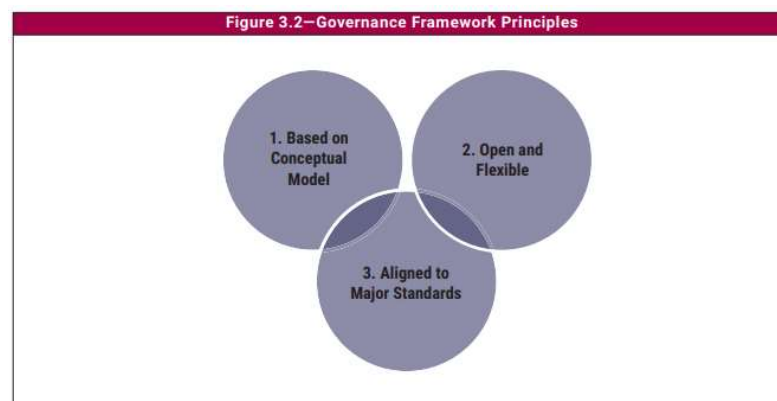 Figure 3.2—Governance Framework Principles
1. Based on
Conceptual
Model
2. Open and
Flexible
3. Aligned to
Major Standards